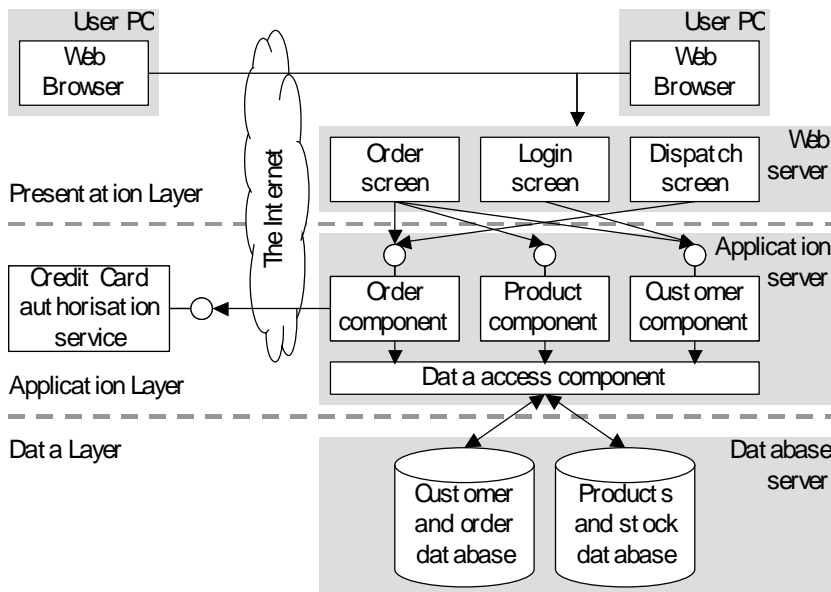 User PC
Web
Browser
User PC
Web
Browser
The Internet
Order
screen
Login
screen
Dispatch
screen
Web
server
Presentation Layer
Credit Card
authorisation
service
Order
component
Product
component
Customer
component
Application
server
Data access component
Application Layer
Data Layer
Customer
and order
database
Products
and stock
database
Database
server